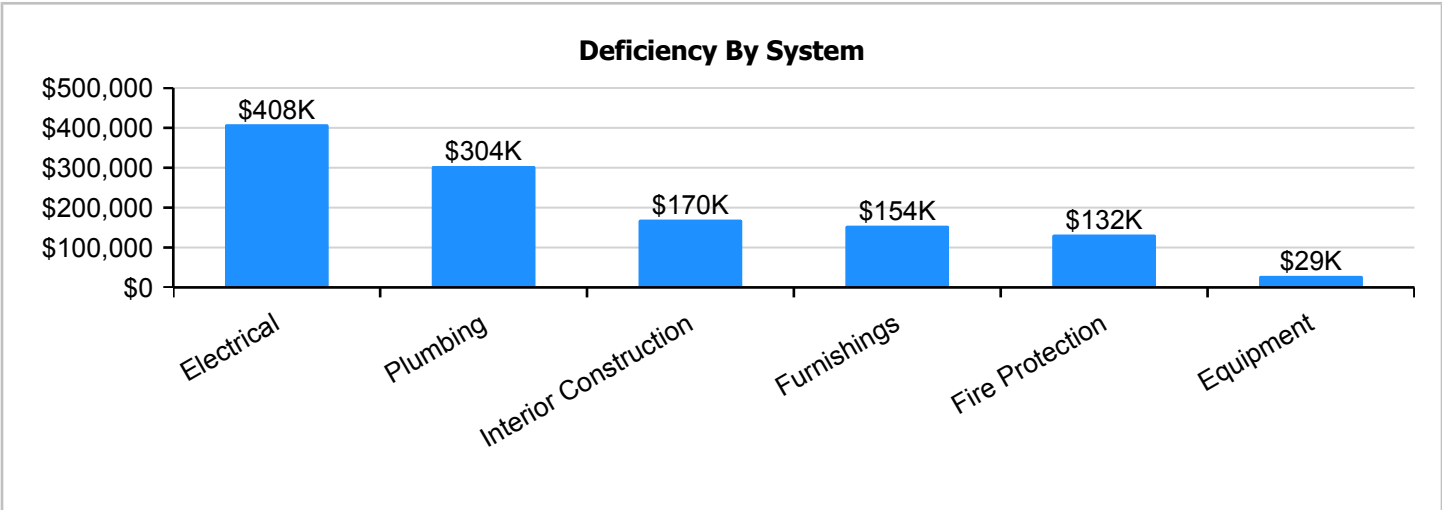 Deficiency By System
$500,000
$400,000
$300,000
$200,000
$100,000
$0
$408K
$304K
$170K
$154K
$132K
$29K
Electrical
Plumbing
Interior Construction
Furnishings
Fire Protection
Equipment